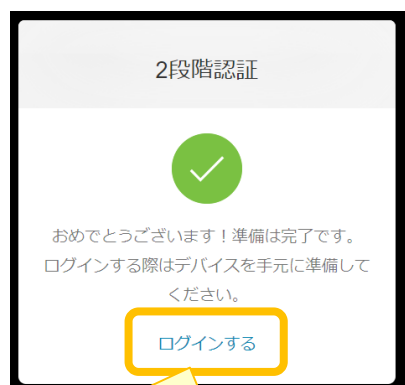 2段階認証
おめでとうございます！準備は完了です。
ログインする際はデバイスを手元に準備して
ください。
ログインする